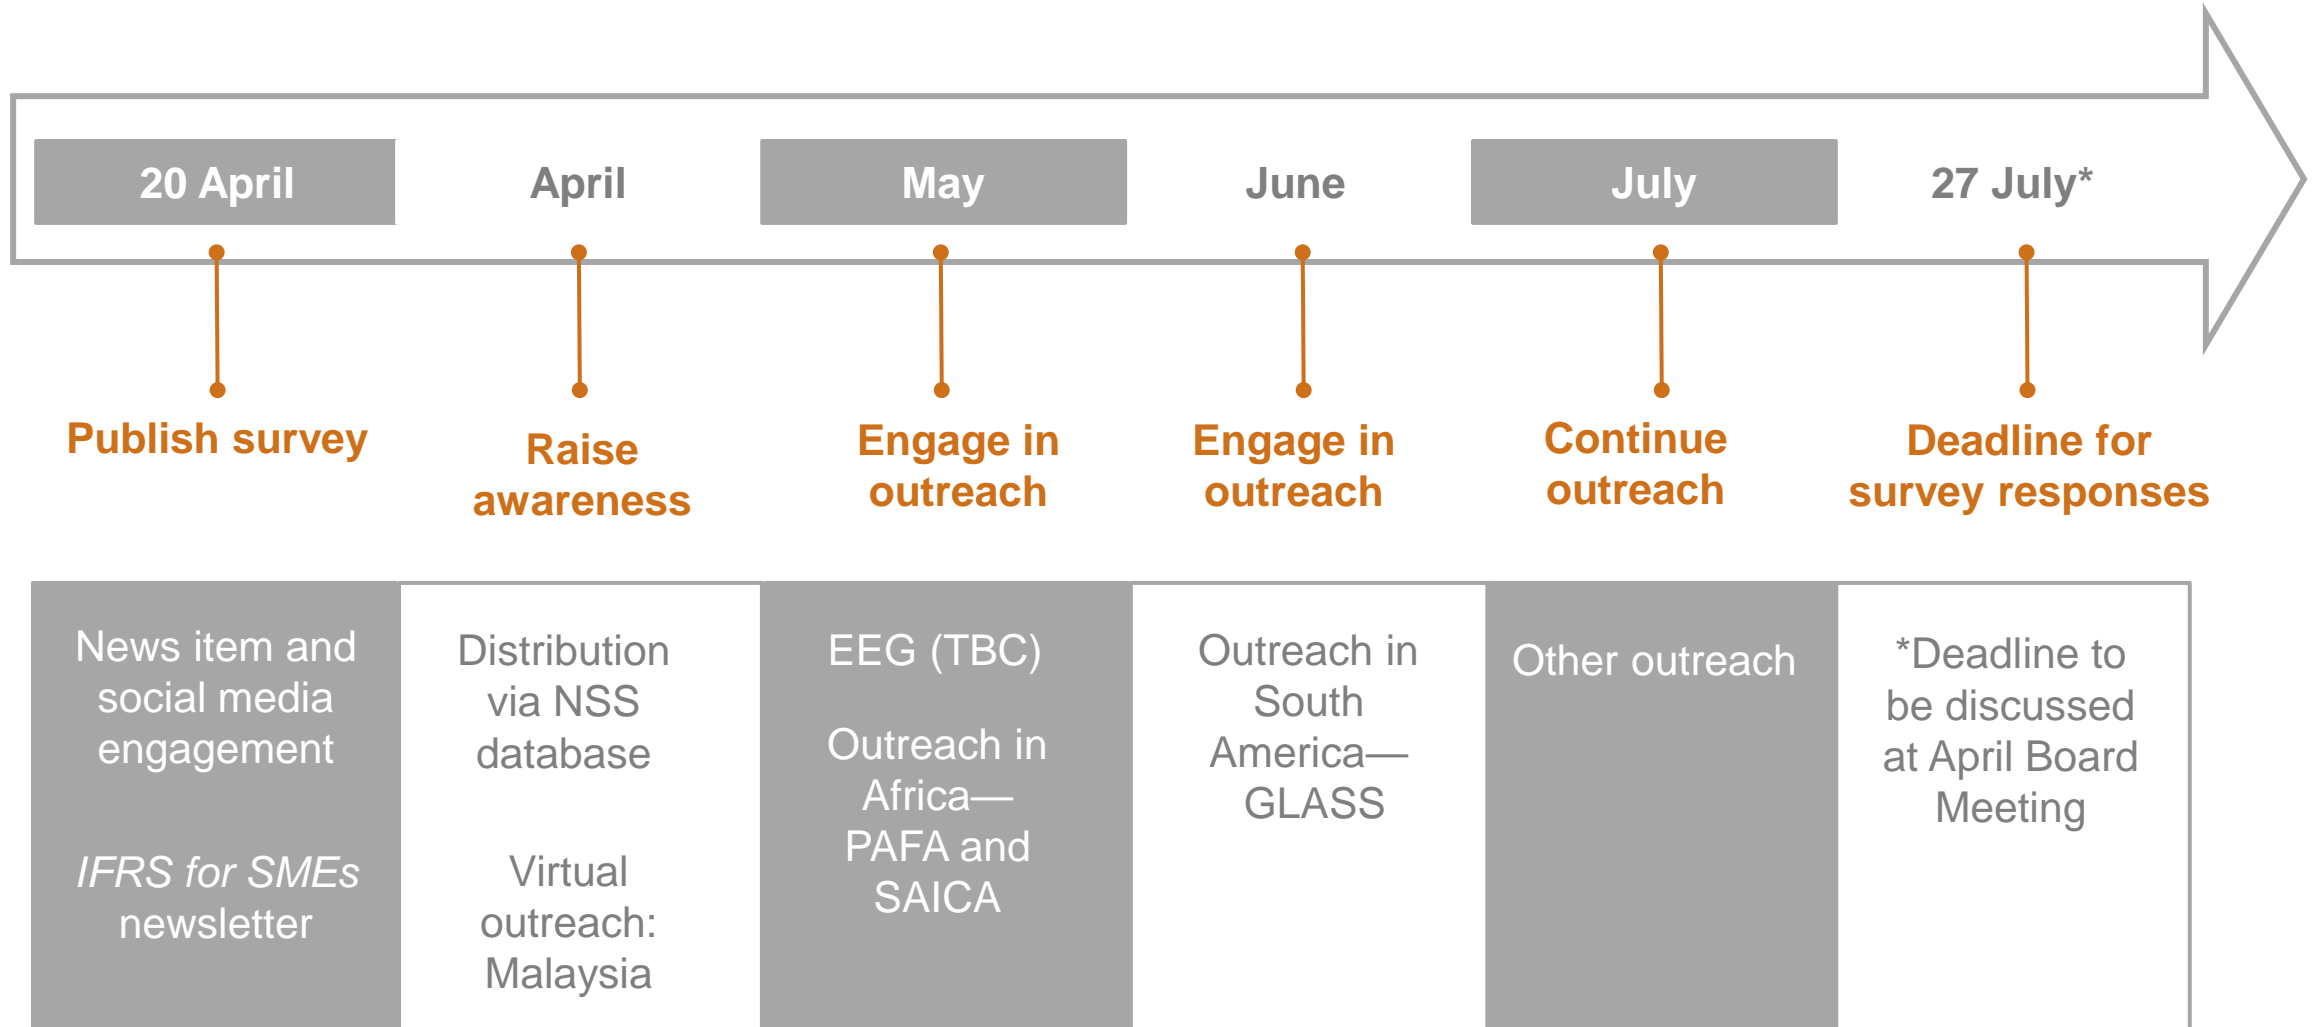 20 April
April
May
June
July
27 July*
Publish survey
Raise
awareness
Engage in
outreach
Engage in
outreach
Continue
outreach
Deadline for
survey responses
News item and
social media
engagement
IFRS for SMEs
newsletter
Distribution
via NSS
database
Virtual
outreach:
Malaysia
EEG (TBC)
Outreach in
Africa—
PAFA and
SAICA
Outreach in
South
America—
GLASS
Other outreach
*Deadline to
be discussed
at April Board
Meeting